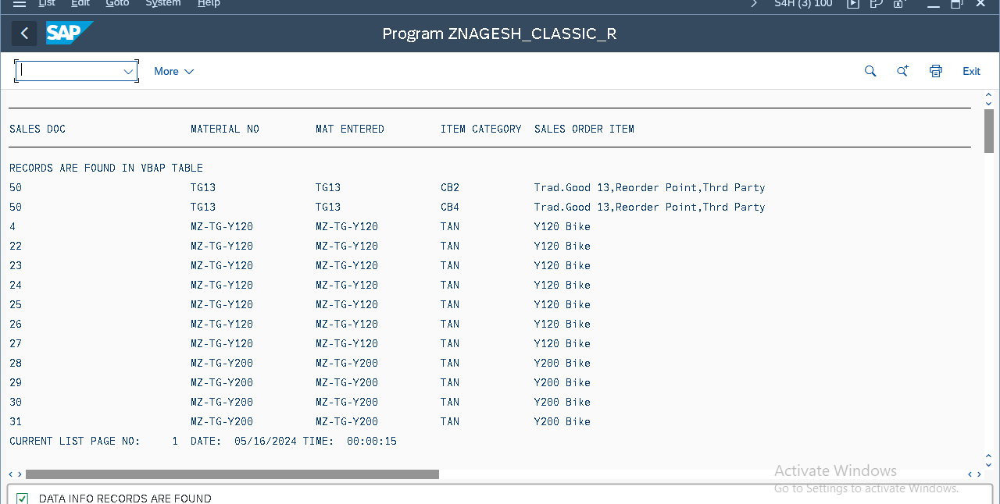 List Edit Goto System Help S4H (3) 100
SAP Program ZNAGESH_CLASSIC_R
More Exit
SALES DOC MATERIAL NO MAT ENTERED ITEM CATEGORY SALES ORDER ITEM
RECORDS ARE FOUND IN VBAP TABLE
50 TG13 TG13 CB2 Trad.Good 13,Reorder Point,Thrd Party
50 TG13 TG13 CB4 Trad.Good 13,Reorder Point,Thrd Party
4 MZ-TG-Y120 MZ-TG-Y120 TAN Y120 Bike
22 MZ-TG-Y120 MZ-TG-Y120 TAN Y120 Bike
23 MZ-TG-Y120 MZ-TG-Y120 TAN Y120 Bike
24 MZ-TG-Y120 MZ-TG-Y120 TAN Y120 Bike
25 MZ-TG-Y120 MZ-TG-Y120 TAN Y120 Bike
26 MZ-TG-Y120 MZ-TG-Y120 TAN Y120 Bike
27 MZ-TG-Y120 MZ-TG-Y120 TAN Y120 Bike
28 MZ-TG-Y200 MZ-TG-Y200 TAN Y200 Bike
29 MZ-TG-Y200 MZ-TG-Y200 TAN Y200 Bike
30 MZ-TG-Y200 MZ-TG-Y200 TAN Y200 Bike
31 MZ-TG-Y200 MZ-TG-Y200 TAN Y200 Bike
CURRENT LIST PAGE NO: 1 DATE: 05/16/2024 TIME: 00:00:15
Activate Windows
Go to Settings to activate Windows.
DATA INFO RECORDS ARE FOUND